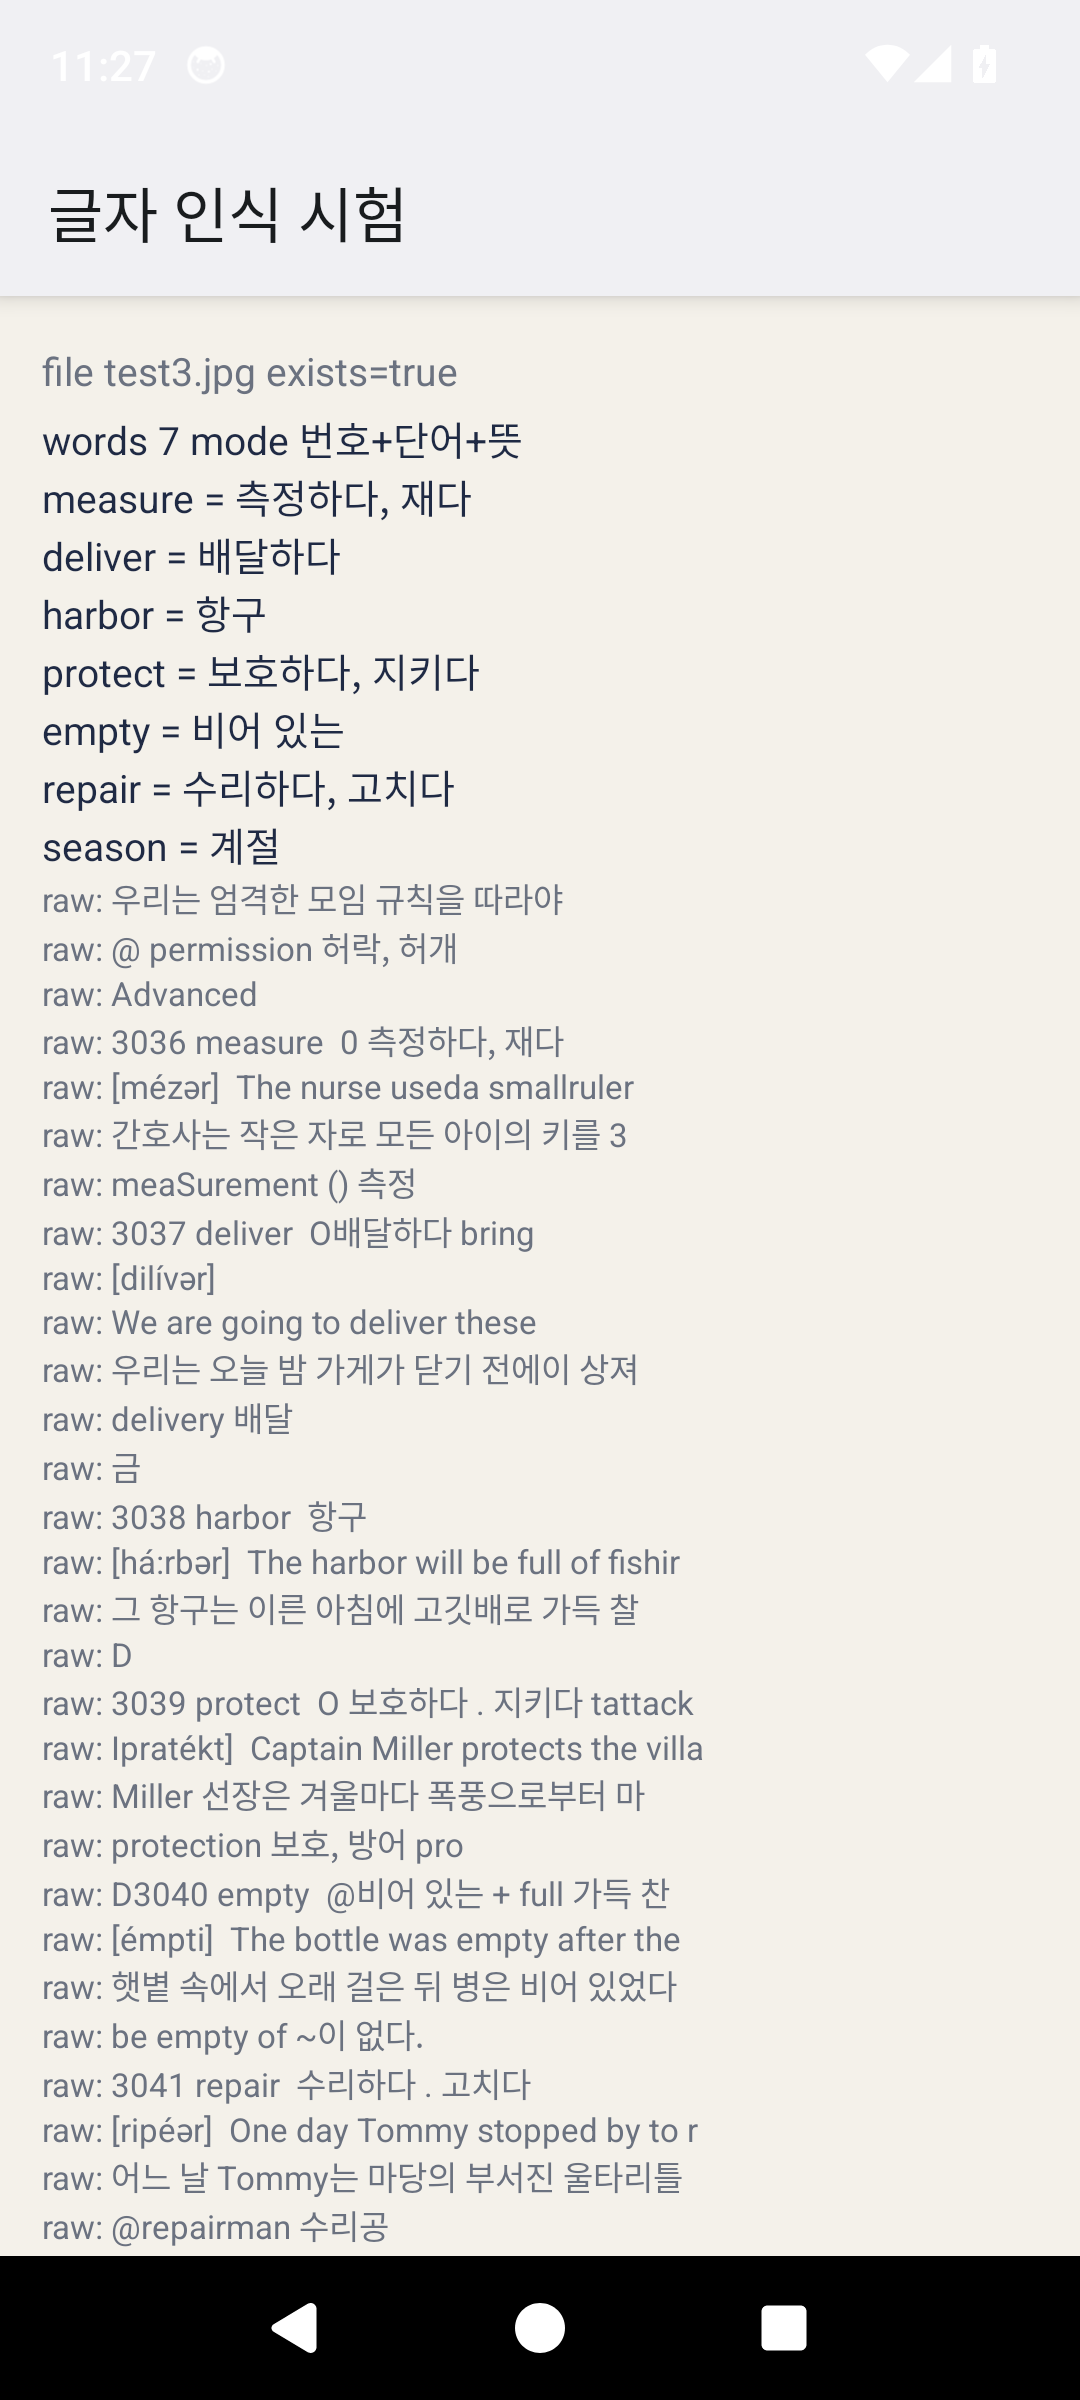 11:27
글자 인식 시험
file test3.jpg exists=true
words 7 mode 번호+단어+뜻
measure = 측정하다, 재다
deliver = 배달하다
harbor = 항구
protect = 보호하다, 지키다
empty = 비어 있는
repair = 수리하다, 고치다
season = 계절
raw: 우리는 엄격한 모임 규칙을 따라야
raw: @ permission 허락, 허개
raw: Advanced
raw: 3036 measure  0 측정하다, 재다
raw: [mézər]  The nurse useda smallruler
raw: 간호사는 작은 자로 모든 아이의 키를 3
raw: meaSurement () 측정
raw: 3037 deliver  O배달하다 bring
raw: [dilívər]
raw: We are going to deliver these
raw: 우리는 오늘 밤 가게가 닫기 전에이 상져
raw: delivery 배달
raw: 금
raw: 3038 harbor  항구
raw: [há:rbər]  The harbor will be full of fishir
raw: 그 항구는 이른 아침에 고깃배로 가득 찰
raw: D
raw: 3039 protect  O 보호하다 . 지키다 tattack
raw: Ipratékt]  Captain Miller protects the villa
raw: Miller 선장은 겨울마다 폭풍으로부터 마
raw: protection 보호, 방어 pro
raw: D3040 empty  @비어 있는 + full 가득 찬
raw: [émpti]  The bottle was empty after the
raw: 햇볕 속에서 오래 걸은 뒤 병은 비어 있었다
raw: be empty of ~이 없다.
raw: 3041 repair  수리하다 . 고치다
raw: [ripéər]  One day Tommy stopped by to r
raw: 어느 날 Tommy는 마당의 부서진 울타리틀
raw: @repairman 수리공